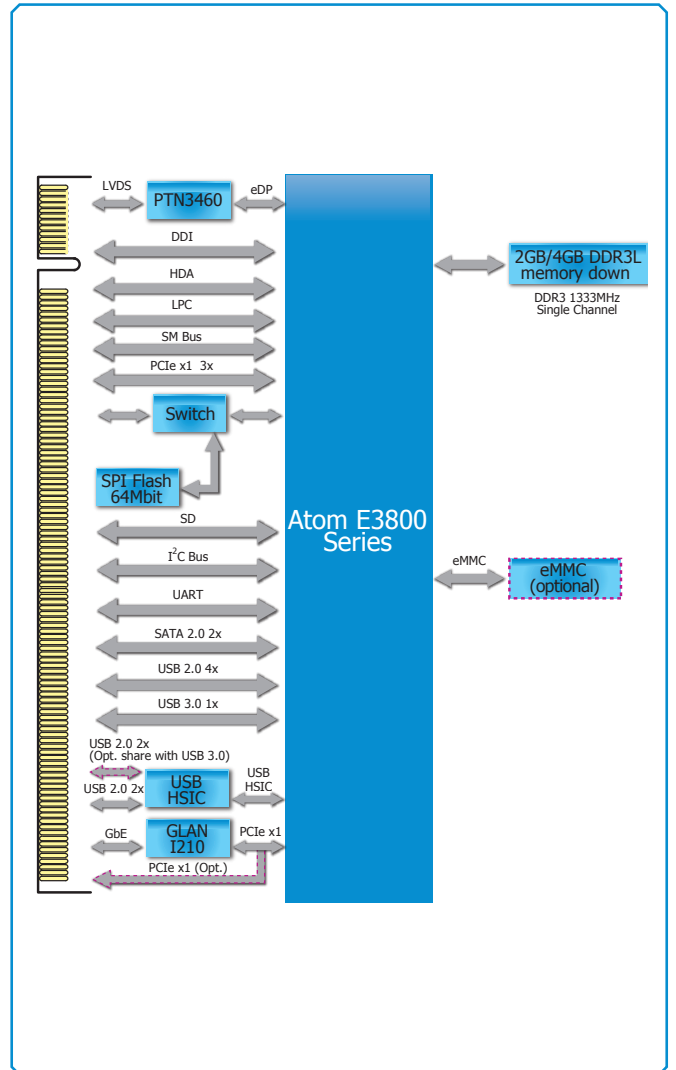 LVDS
PTN3460
eDP
DDI
HDA
LPC
SM Bus
PCIe x1 3x
Switch
SPI Flash
64Mbit
SD
I²C Bus
UART
SATA 2.0 2x
USB 2.0 4x
USB 3.0 1x
USB 2.0 2x
(Opt. share with USB 3.0)
USB 2.0 2x
USB
HSIC
USB
HSIC
GbE
GLAN
I210
PCIe x1
PCIe x1 (Opt.)
Atom E3800
Series
2GB/4GB DDR3L
memory down
DDR3 1333MHz
Single Channel
eMMC
eMMC
(optional)